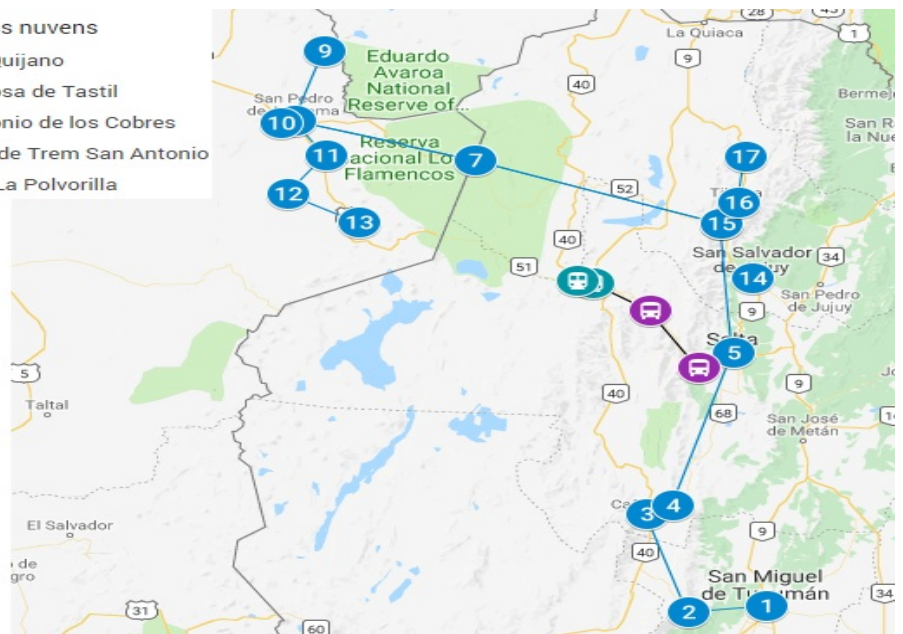 s nuvens
Quijano
osa de Tastil
onio de los Cobres
de Trem San Antonio
La Polvorilla
28
La Quiaca
1
9
Eduardo
Avaroa
National
Reserve of...
40
9
San Pedro
10
Bermej
San R
la Nue
11
Reserva
acional Lo
Flamencos
7
17
12
52
16
13
15
40
San Salvador
de Jujuy
34
51
14
San Pedro
de Jujuy
9
Salta
5
5
Taltal
40
9
68
San José
de Metán
El Salvador
3
4
40
9
San Miguel
de Tucumán
31
2
1
34
60